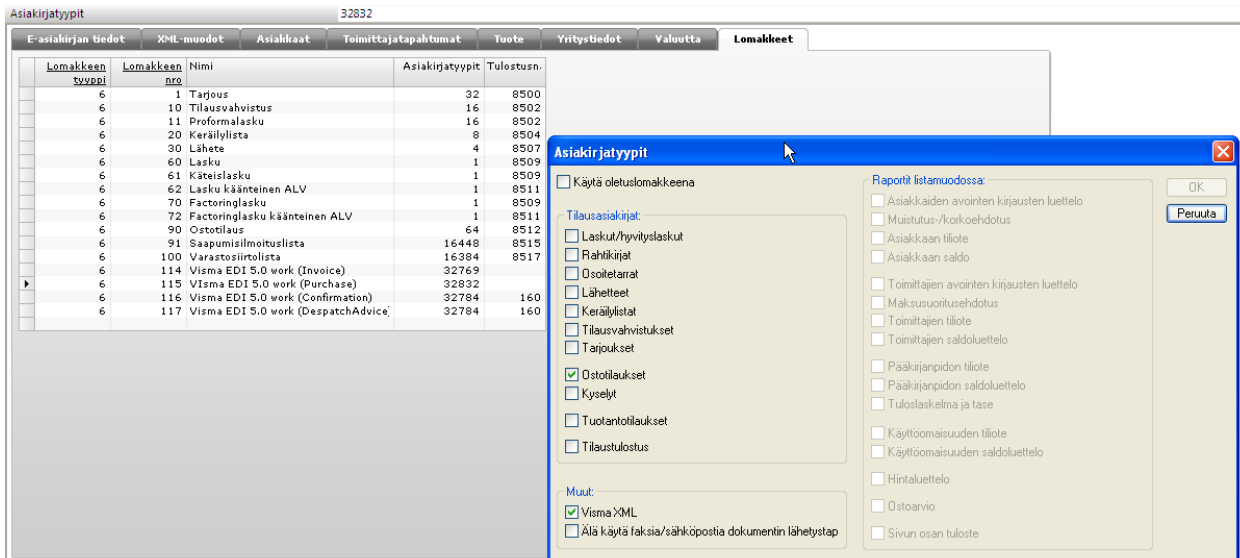 Asiakirjatyypit 32832
E-asiakirjan tiedot XML-muodot Asiakkaat Toimittajatapahtumat Tuote Yritystiedot Valuutta Lomakkeet
Lomakkeen tyyppi Lomakkeen nro Nimi Asiakirjatyypit Tulostusn.
6 1 Tarjous 32 8500
6 10 Tilausvahvistus 16 8502
6 11 Proformalasku 16 8502
6 20 Keräilylista 8 8504
6 30 Lähete 4 8507
6 60 Lasku 1 8509
6 61 Käteislasku 1 8509
6 62 Lasku käänteinen ALV 1 8511
6 70 Factoringlasku 1 8509
6 72 Factoringlasku käänteinen ALV 1 8511
6 90 Ostotilaus 64 8512
6 91 Saapumisilmoituslista 16448 8515
6 100 Varastosiirtolista 16384 8517
6 114 Visma EDI 5.0 work (Invoice) 32769
6 115 VIsma EDI 5.0 work (Purchase) 32832
6 116 Visma EDI 5.0 work (Confirmation) 32784 160
6 117 Visma EDI 5.0 work (DespatchAdvice) 32784 160
Asiakirjatyypit
Käytä oletuslomakkeena
Tilausasiakirjat:
Laskut/hyvityslaskut
Rahtikirjat
Osoitetarrat
Lähetteet
Keräilylistat
Tilausvahvistukset
Tarjoukset
Ostotilaukset
Kyselyt
Tuotantotilaukset
Tilaustulostus
Muut:
Visma XML
Älä käytä faksia/sähköpostia dokumentin lähetystap
Raportit listamuodossa:
Asiakkaiden avointen kirjausten luettelo
Muistutus-/korkoehdotus
Asiakkaan tiliote
Asiakkaan saldo
Toimittajien avointen kirjausten luettelo
Maksusuoritusehdotus
Toimittajien tiliote
Toimittajien saldoluettelo
Pääkirjanpidon tiliote
Pääkirjanpidon saldoluettelo
Tuloslaskelma ja tase
Käyttöomaisuuden tiliote
Käyttöomaisuuden saldoluettelo
Hintaluettelo
Ostoarvio
Sivun osan tuloste
OK
Peruuta